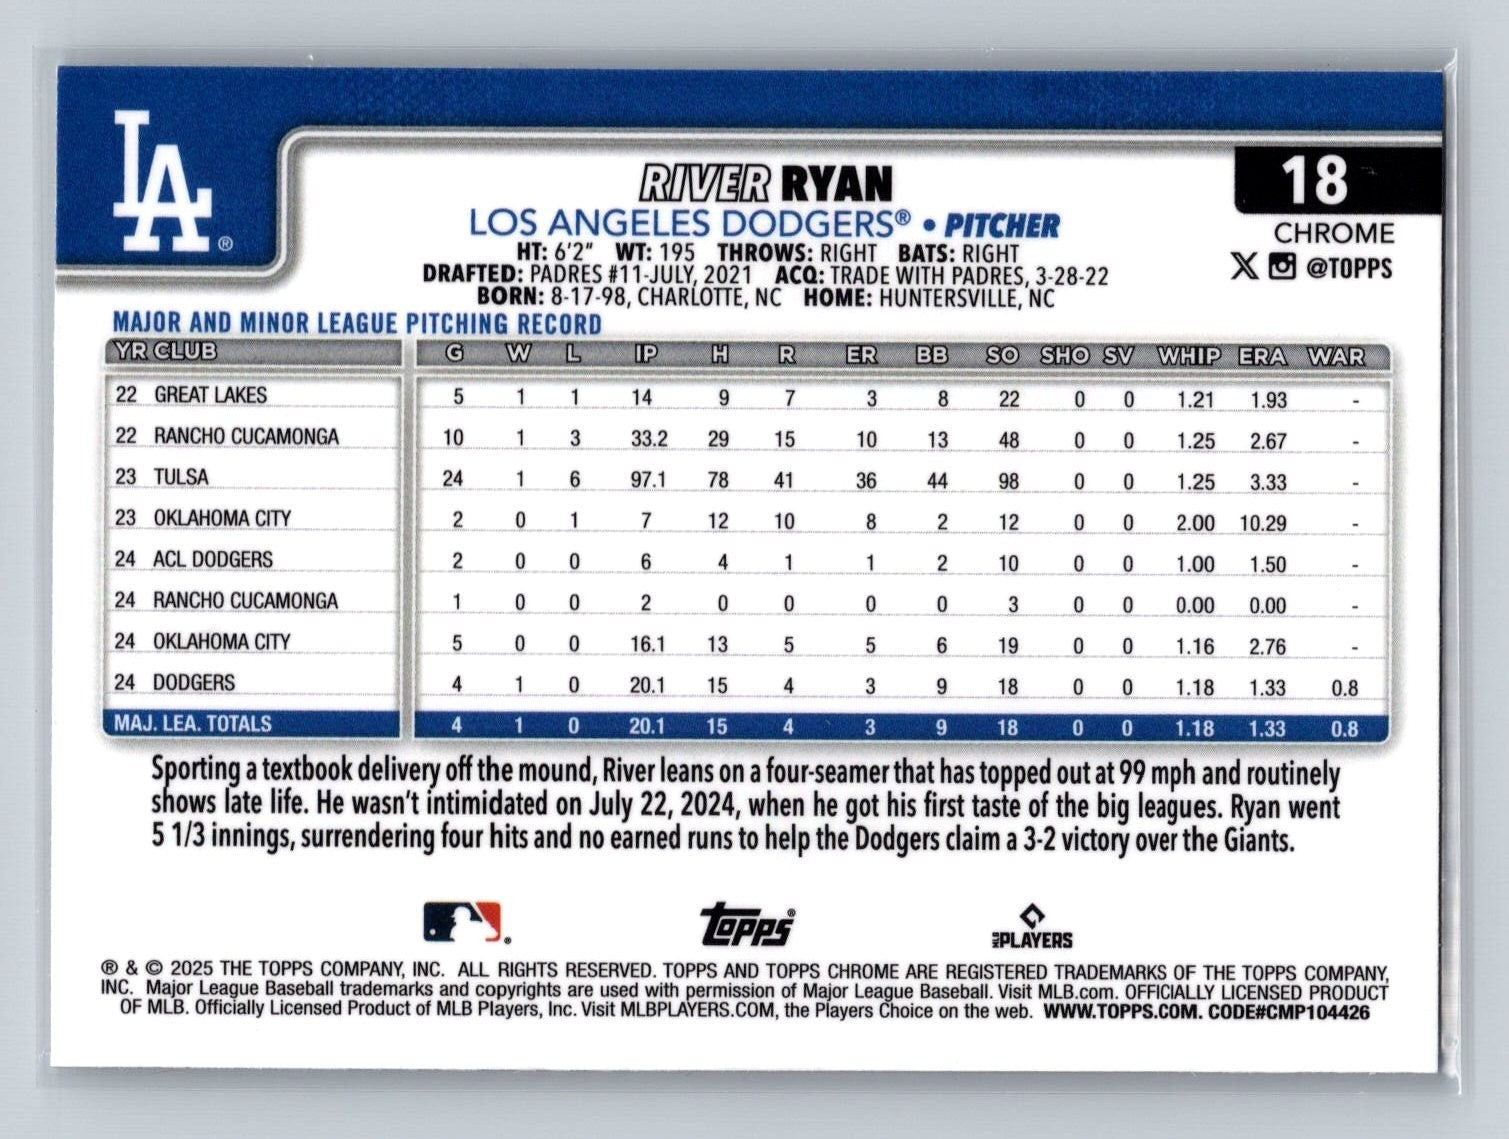 LA®
RIVER RYAN
18
LOS ANGELES DODGERS® • PITCHER
CHROME
HT: 6'2" WT: 195 THROWS: RIGHT BATS: RIGHT
DRAFTED: PADRES #11-JULY, 2021 ACQ: TRADE WITH PADRES, 3-28-22
@TOPPS
BORN: 8-17-98, CHARLOTTE, NC HOME: HUNTERSVILLE, NC
MAJOR AND MINOR LEAGUE PITCHING RECORD
YR CLUB G W L IP H R ER BB SO SHO SV WHIP ERA WAR
22 GREAT LAKES 5 1 1 14 9 7 3 8 22 0 0 1.21 1.93 -
22 RANCHO CUCAMONGA 10 1 3 33.2 29 15 10 13 48 0 0 1.25 2.67 -
23 TULSA 24 1 6 97.1 78 41 36 44 98 0 0 1.25 3.33 -
23 OKLAHOMA CITY 2 0 1 7 12 10 8 2 12 0 0 2.00 10.29 -
24 ACL DODGERS 2 0 0 6 4 1 1 2 10 0 0 1.00 1.50 -
24 RANCHO CUCAMONGA 1 0 0 2 0 0 0 0 3 0 0 0.00 0.00 -
24 OKLAHOMA CITY 5 0 0 16.1 13 5 5 6 19 0 0 1.16 2.76 -
24 DODGERS 4 1 0 20.1 15 4 3 9 18 0 0 1.18 1.33 0.8
MAJ. LEA. TOTALS 4 1 0 20.1 15 4 3 9 18 0 0 1.18 1.33 0.8
Sporting a textbook delivery off the mound, River leans on a four-seamer that has topped out at 99 mph and routinely
shows late life. He wasn't intimidated on July 22, 2024, when he got his first taste of the big leagues. Ryan went
5 1/3 innings, surrendering four hits and no earned runs to help the Dodgers claim a 3-2 victory over the Giants.
topps®
MLB PLAYERS
® & © 2025 THE TOPPS COMPANY, INC. ALL RIGHTS RESERVED. TOPPS AND TOPPS CHROME ARE REGISTERED TRADEMARKS OF THE TOPPS COMPANY,
INC. Major League Baseball trademarks and copyrights are used with permission of Major League Baseball. Visit MLB.com. OFFICIALLY LICENSED PRODUCT
OF MLB. Officially Licensed Product of MLB Players, Inc. Visit MLBPLAYERS.COM, the Players Choice on the web. WWW.TOPPS.COM. CODE#CMP104426